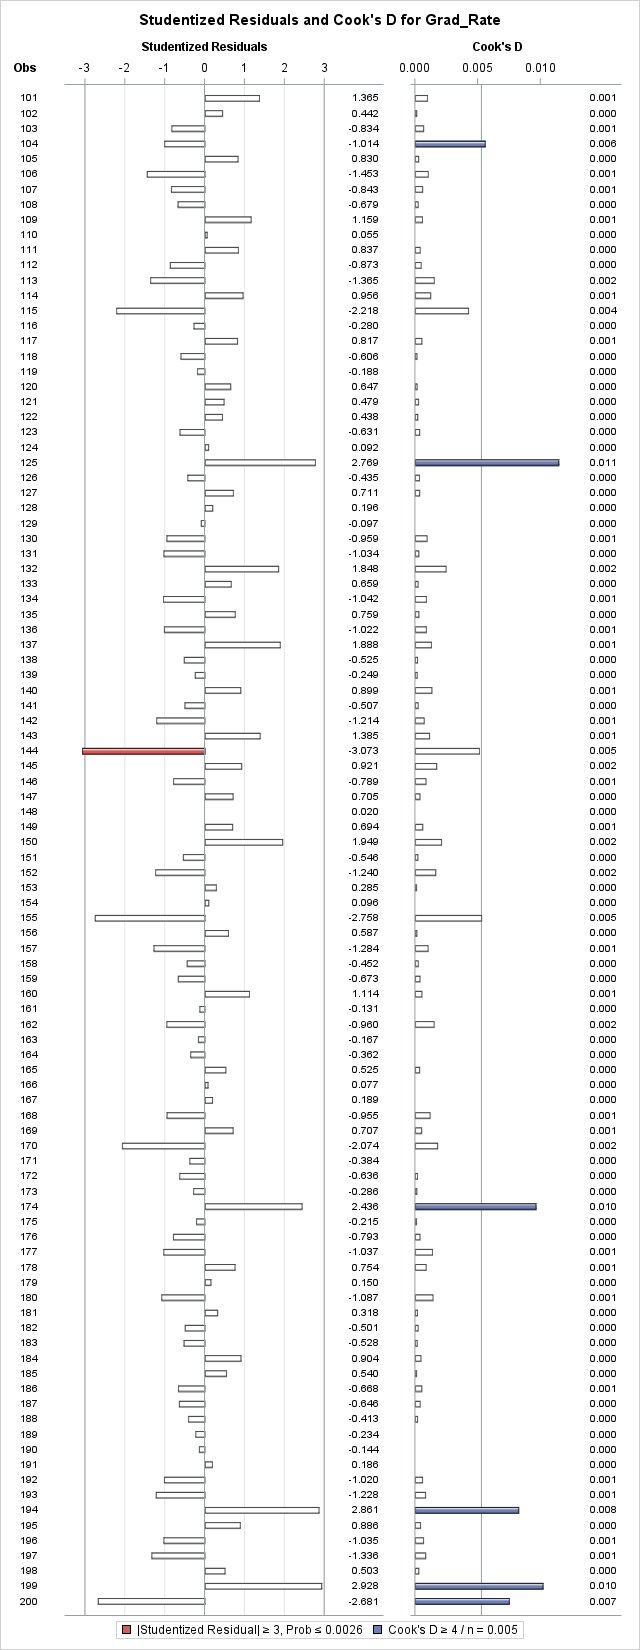 Studentized Residuals and Cook's D for Grad_Rate
Studentized Residuals Cook's D
Obs -3 -2 -1 0 1 2 3 0.000 0.005 0.010
101 1.365 0.001
102 0.442 0.000
103 -0.834 0.001
104 -1.014 0.006
105 0.830 0.000
106 -1.453 0.001
107 -0.843 0.001
108 -0.679 0.000
109 1.159 0.001
110 0.055 0.000
111 0.837 0.000
112 -0.873 0.000
113 -1.365 0.002
114 0.956 0.001
115 -2.218 0.004
116 -0.280 0.000
117 0.817 0.001
118 -0.606 0.000
119 -0.188 0.000
120 0.647 0.000
121 0.479 0.000
122 0.438 0.000
123 -0.631 0.000
124 0.092 0.000
125 2.769 0.011
126 -0.435 0.000
127 0.711 0.000
128 0.196 0.000
129 -0.097 0.000
130 -0.959 0.001
131 -1.034 0.000
132 1.848 0.002
133 0.659 0.000
134 -1.042 0.001
135 0.759 0.000
136 -1.022 0.001
137 1.888 0.001
138 -0.525 0.000
139 -0.249 0.000
140 0.899 0.001
141 -0.507 0.000
142 -1.214 0.001
143 1.385 0.001
144 -3.073 0.005
145 0.921 0.002
146 -0.789 0.001
147 0.705 0.000
148 0.020 0.000
149 0.694 0.001
150 1.949 0.002
151 -0.546 0.000
152 -1.240 0.002
153 0.285 0.000
154 0.096 0.000
155 -2.758 0.005
156 0.587 0.000
157 -1.284 0.001
158 -0.452 0.000
159 -0.673 0.000
160 1.114 0.001
161 -0.131 0.000
162 -0.960 0.002
163 -0.167 0.000
164 -0.362 0.000
165 0.525 0.000
166 0.077 0.000
167 0.189 0.000
168 -0.955 0.001
169 0.707 0.001
170 -2.074 0.002
171 -0.384 0.000
172 -0.636 0.000
173 -0.286 0.000
174 2.436 0.010
175 -0.215 0.000
176 -0.793 0.000
177 -1.037 0.001
178 0.754 0.001
179 0.150 0.000
180 -1.087 0.001
181 0.318 0.000
182 -0.501 0.000
183 -0.528 0.000
184 0.904 0.000
185 0.540 0.000
186 -0.668 0.001
187 -0.646 0.000
188 -0.413 0.000
189 -0.234 0.000
190 -0.144 0.000
191 0.186 0.000
192 -1.020 0.001
193 -1.228 0.001
194 2.861 0.008
195 0.886 0.000
196 -1.035 0.001
197 -1.336 0.001
198 0.503 0.000
199 2.928 0.010
200 -2.681 0.007
|Studentized Residual| ≥ 3, Prob ≤ 0.0026 Cook's D ≥ 4 / n = 0.005